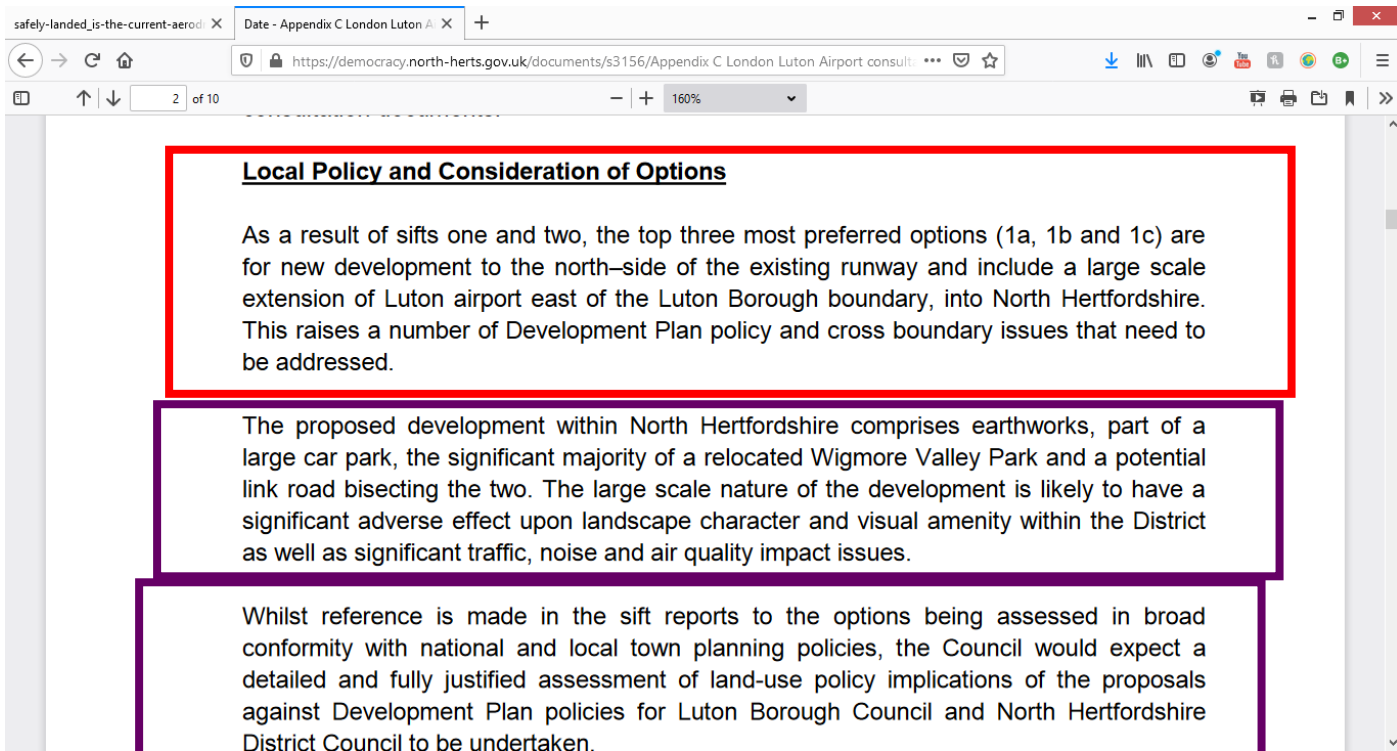 safely-landed_is-the-current-aerod
Date - Appendix C London Luton A
https://democracy.north-herts.gov.uk/documents/s3156/Appendix C London Luton Airport consult
2 of 10
160%
Local Policy and Consideration of Options
As a result of sifts one and two, the top three most preferred options (1a, 1b and 1c) are
for new development to the north–side of the existing runway and include a large scale
extension of Luton airport east of the Luton Borough boundary, into North Hertfordshire.
This raises a number of Development Plan policy and cross boundary issues that need to
be addressed.
The proposed development within North Hertfordshire comprises earthworks, part of a
large car park, the significant majority of a relocated Wigmore Valley Park and a potential
link road bisecting the two. The large scale nature of the development is likely to have a
significant adverse effect upon landscape character and visual amenity within the District
as well as significant traffic, noise and air quality impact issues.
Whilst reference is made in the sift reports to the options being assessed in broad
conformity with national and local town planning policies, the Council would expect a
detailed and fully justified assessment of land-use policy implications of the proposals
against Development Plan policies for Luton Borough Council and North Hertfordshire
District Council to be undertaken.